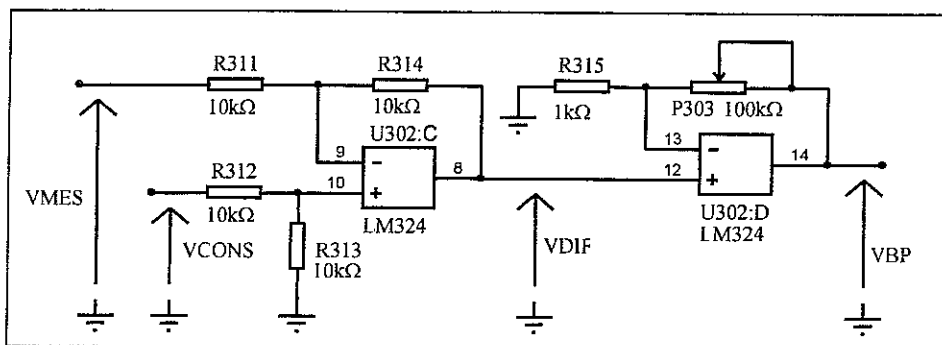 R311
10kΩ
R314
10kΩ
R315
1kΩ
P303 100kΩ
U302:C
9
-
10
+
8
LM324
R312
10kΩ
R313
10kΩ
VMES
VCONS
VDIF
13
-
12
+
14
U302:D
LM324
VBP